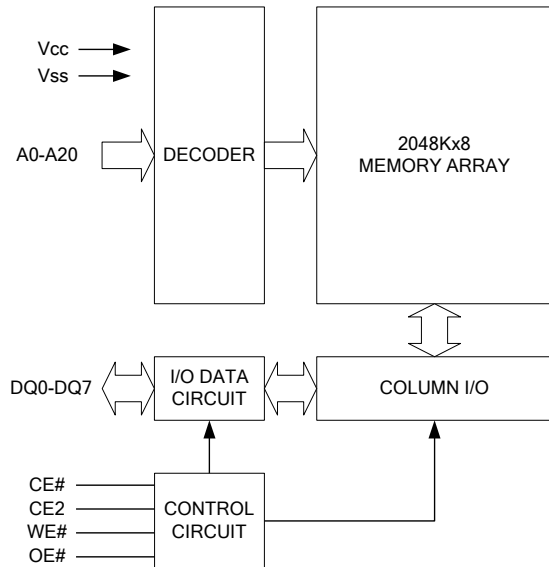 Vcc
Vss
A0-A20
DECODER
2048Kx8
MEMORY ARRAY
DQ0-DQ7
I/O DATA
CIRCUIT
COLUMN I/O
CE#
CE2
WE#
OE#
CONTROL
CIRCUIT